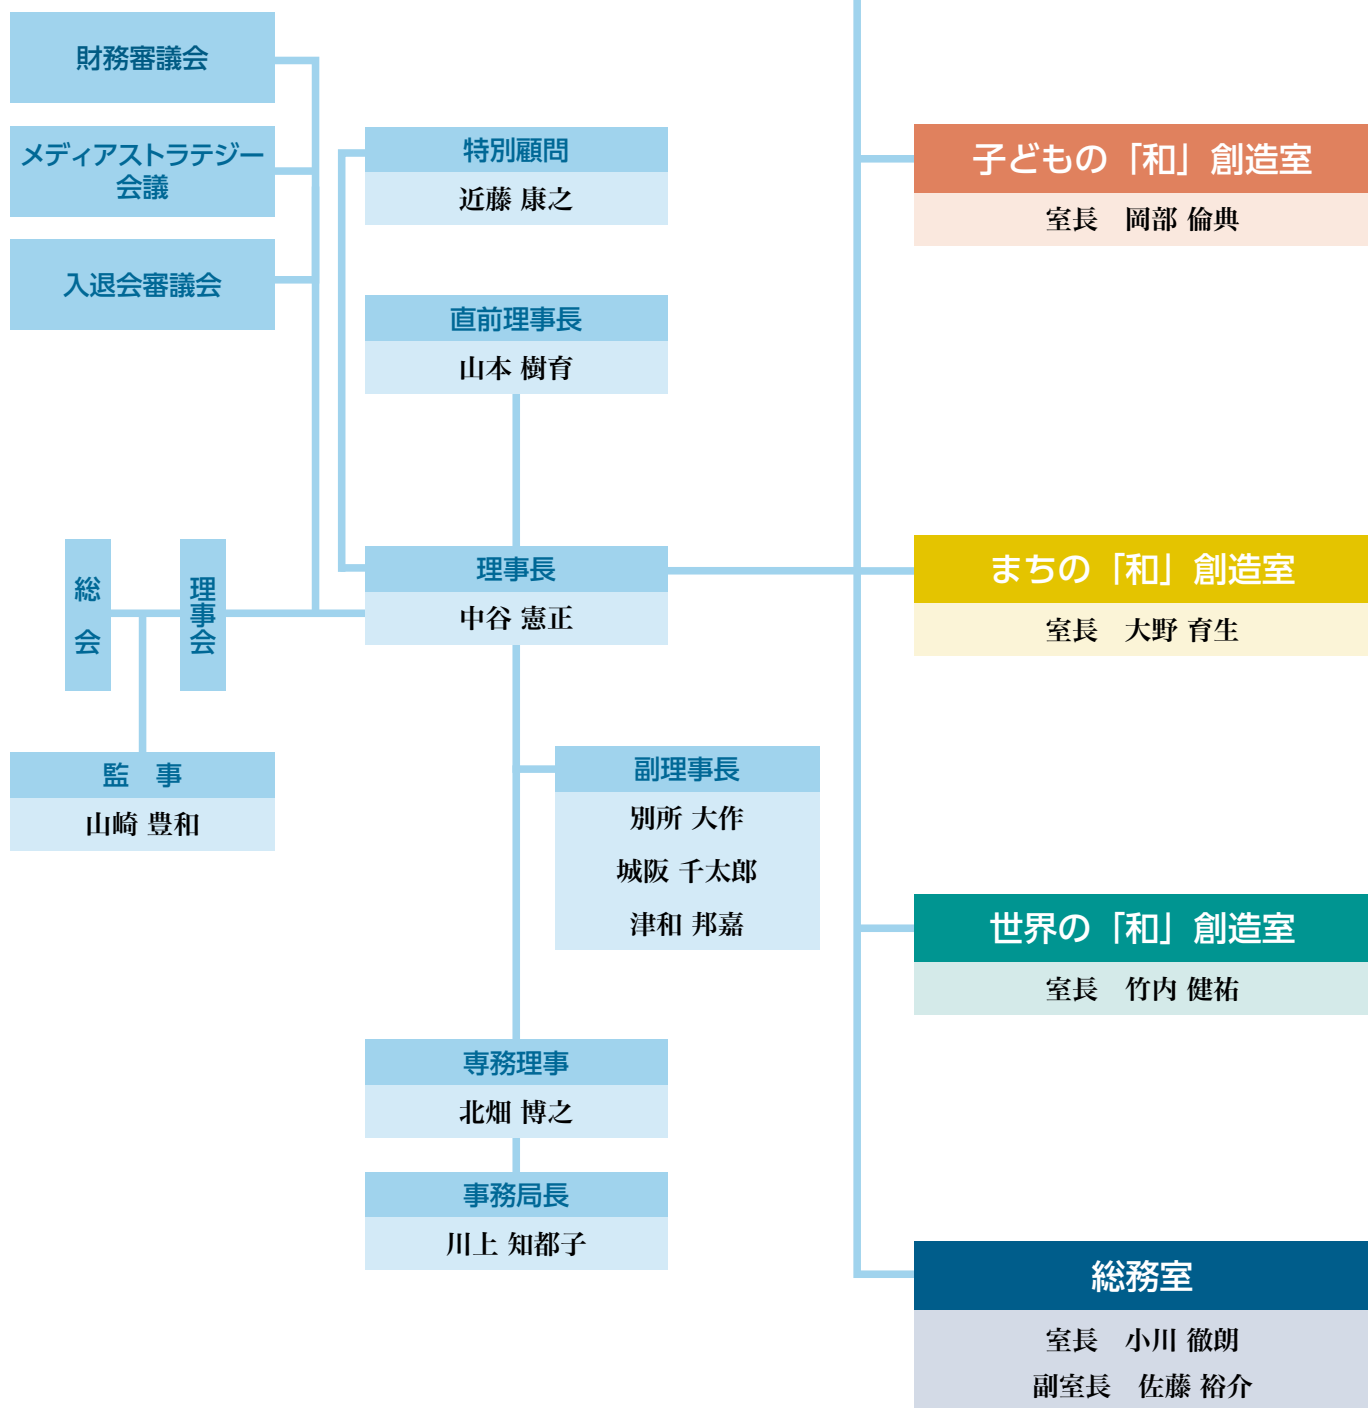 財務審議会
メディアストラテジー
会議
入退会審議会
特別顧問
近藤 康之
直前理事長
山本 樹育
総会
理事会
理事長
中谷 憲正
監　事
山崎 豊和
副理事長
別所 大作
城阪 千太郎
津和 邦嘉
専務理事
北畑 博之
事務局長
川上 知都子
子どもの「和」創造室
室長　岡部 倫典
まちの「和」創造室
室長　大野 育生
世界の「和」創造室
室長　竹内 健祐
総務室
室長　小川 徹朗
副室長　佐藤 裕介